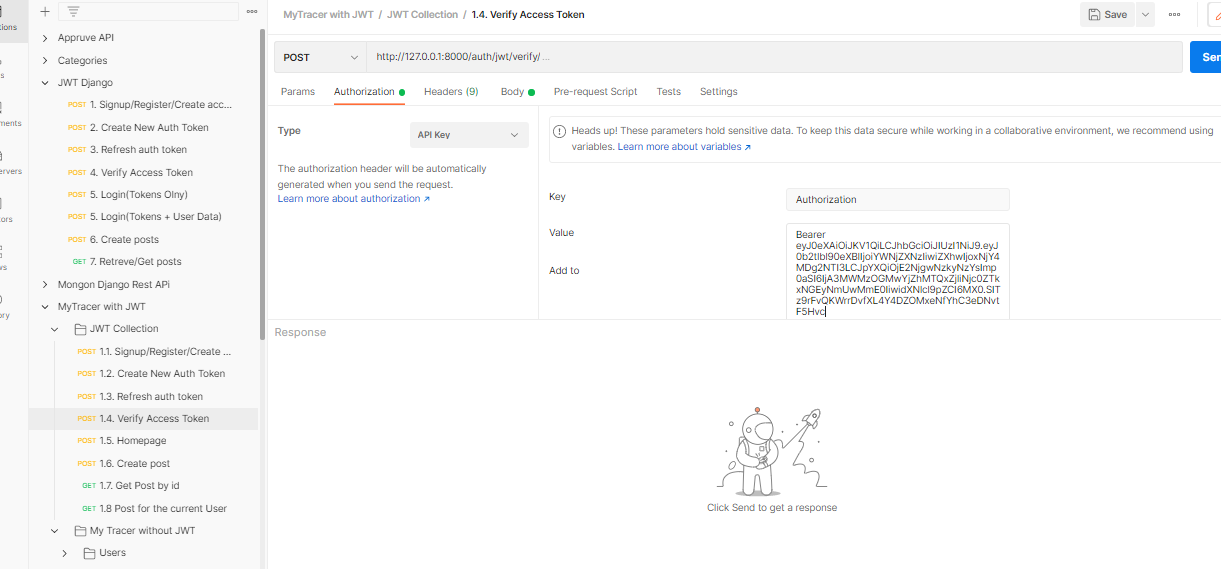 MyTracer with JWT / JWT Collection / 1.4. Verify Access Token
Save
Appruve API
Categories
JWT Django
POST 1. Signup/Register/Create acc...
POST 2. Create New Auth Token
POST 3. Refresh auth token
POST 4. Verify Access Token
POST 5. Login(Tokens Olny)
POST 5. Login(Tokens + User Data)
POST 6. Create posts
GET 7. Retreve/Get posts
Mongon Django Rest APi
MyTracer with JWT
JWT Collection
POST 1.1. Signup/Register/Create ...
POST 1.2. Create New Auth Token
POST 1.3. Refresh auth token
POST 1.4. Verify Access Token
POST 1.5. Homepage
POST 1.6. Create post
GET 1.7. Get Post by id
GET 1.8 Post for the current User
My Tracer without JWT
Users
POST
http://127.0.0.1:8000/auth/jwt/verify/ ...
Params Authorization Headers (9) Body Pre-request Script Tests Settings
Type
API Key
The authorization header will be automatically
generated when you send the request.
Learn more about authorization ↗
Heads up! These parameters hold sensitive data. To keep this data secure while working in a collaborative environment, we recommend using
variables. Learn more about variables ↗
Key
Authorization
Value
Bearer
Add to
Response
Click Send to get a response